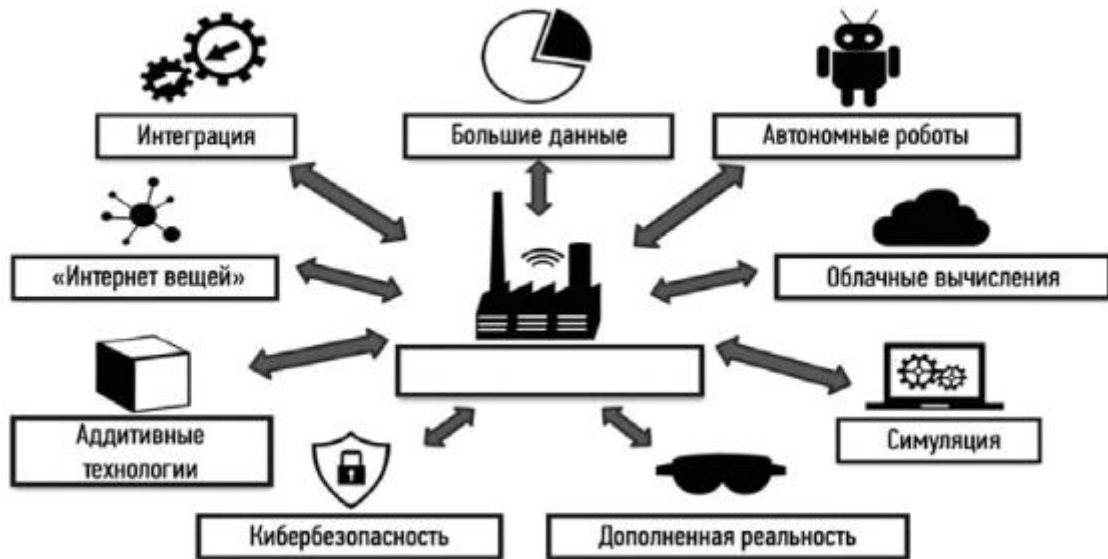 Интеграция
Большие данные
Автономные роботы
«Интернет вещей»
Облачные вычисления
Аддитивные
технологии
Симуляция
Кибербезопасность
Дополненная реальность